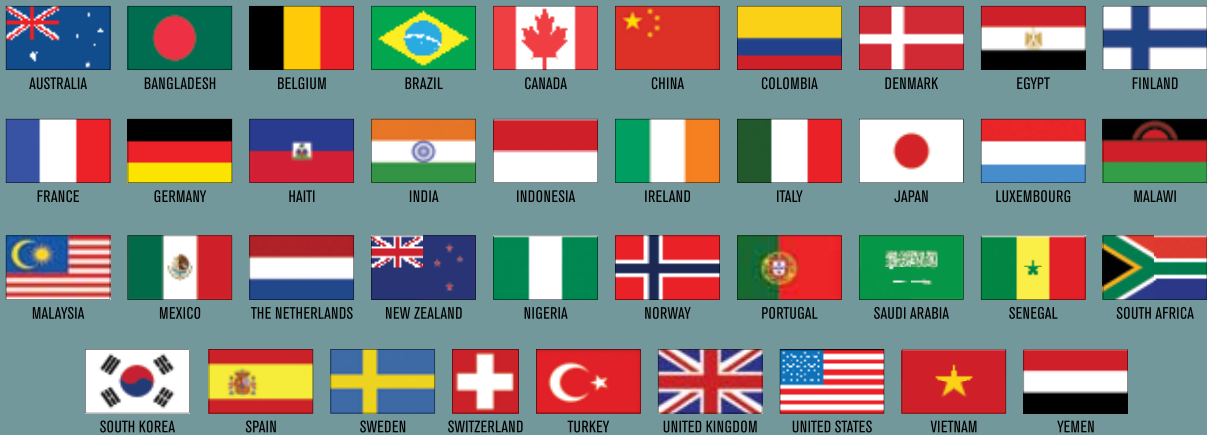 AUSTRALIA BANGLADESH BELGIUM BRAZIL CANADA CHINA COLOMBIA DENMARK EGYPT FINLAND
FRANCE GERMANY HAITI INDIA INDONESIA IRELAND ITALY JAPAN LUXEMBOURG MALAWI
MALAYSIA MEXICO THE NETHERLANDS NEW ZEALAND NIGERIA NORWAY PORTUGAL SAUDI ARABIA SENEGAL SOUTH AFRICA
SOUTH KOREA SPAIN SWEDEN SWITZERLAND TURKEY UNITED KINGDOM UNITED STATES VIETNAM YEMEN